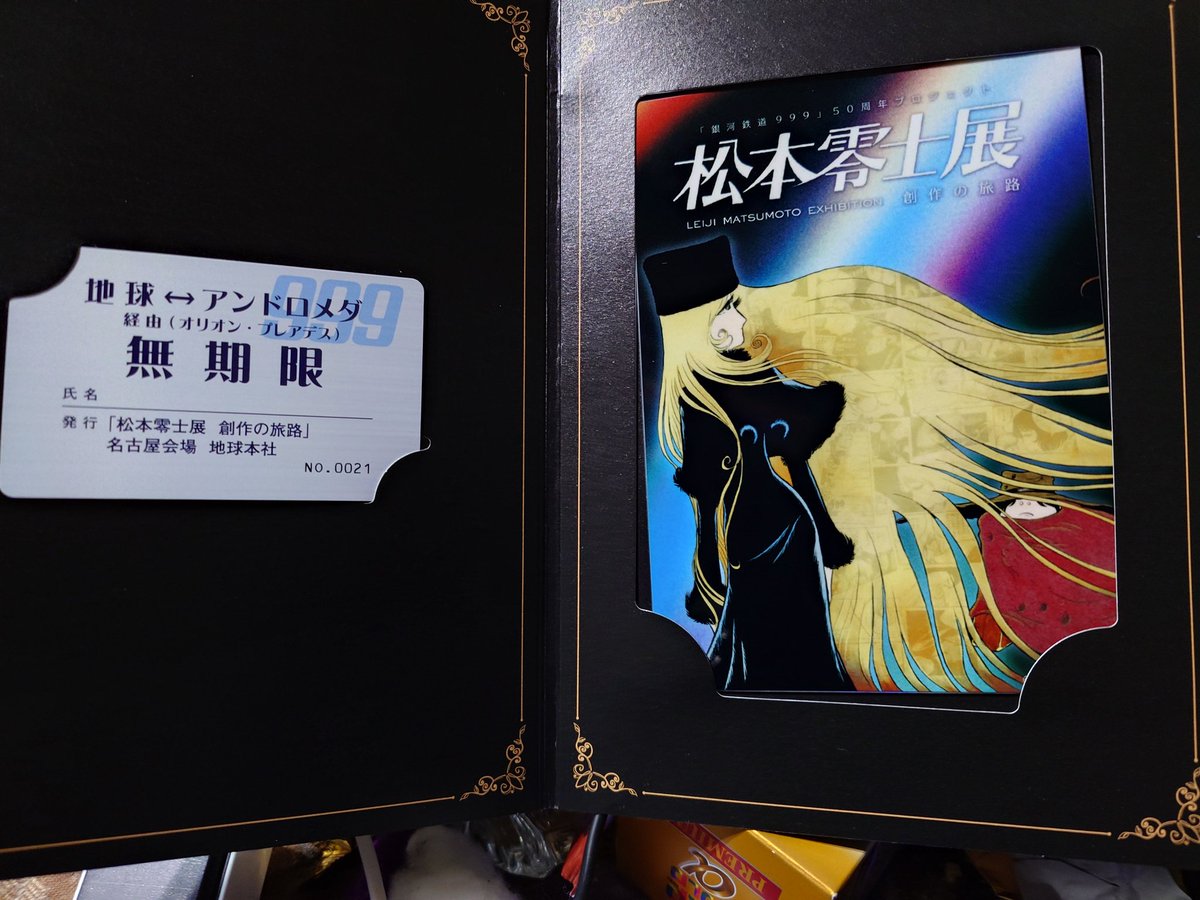 地球↔アンドロメダ
999
経由(オリオン・プレアデス)
無期限
氏名
発行「松本零士展 創作の旅路」
名古屋会場 地球本社
NO.0021
「銀河鉄道999」50周年プロジェクト
松本零士展
LEIJI MATSUMOTO EXHIBITION 創作の旅路